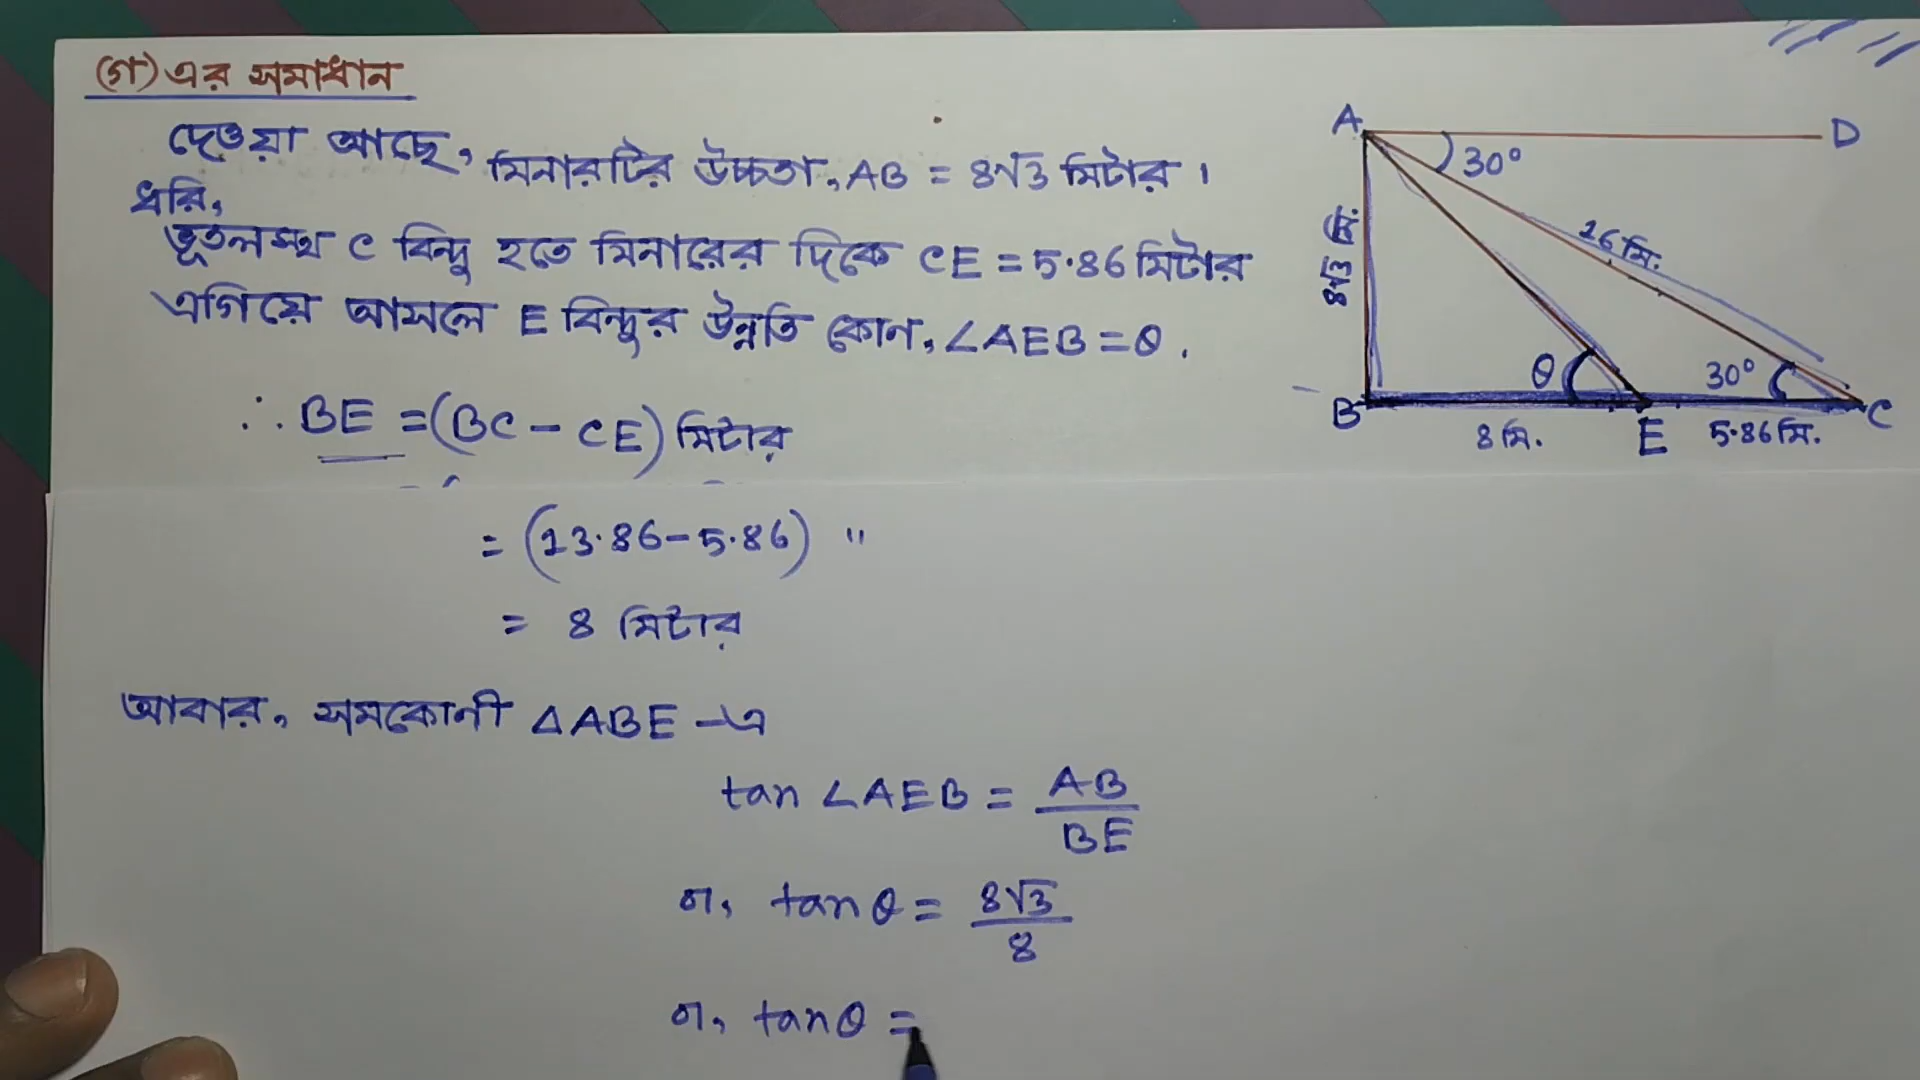 (গ) এর সমাধান
দেওয়া আছে, মিনারটির উচ্চতা, AB = 8√3 মিটার ।
ধরি,
ভূতলস্থ C বিন্দু হতে মিনারের দিকে CE = 5.86 মিটার
এগিয়ে আসলে E বিন্দুর উন্নতি কোন, ∠AEB = θ .
∴ BE = (BC - CE) মিটার
= (13.86 - 5.86) "
= 8 মিটার
আবার, সমকোনী △ABE - এ
tan ∠AEB = AB/BE
বা, tan θ = 8√3/8
বা, tan θ =
A D
30°
8√3 মি.
16 মি.
θ 30°
B E C
8 মি. 5.86 মি.